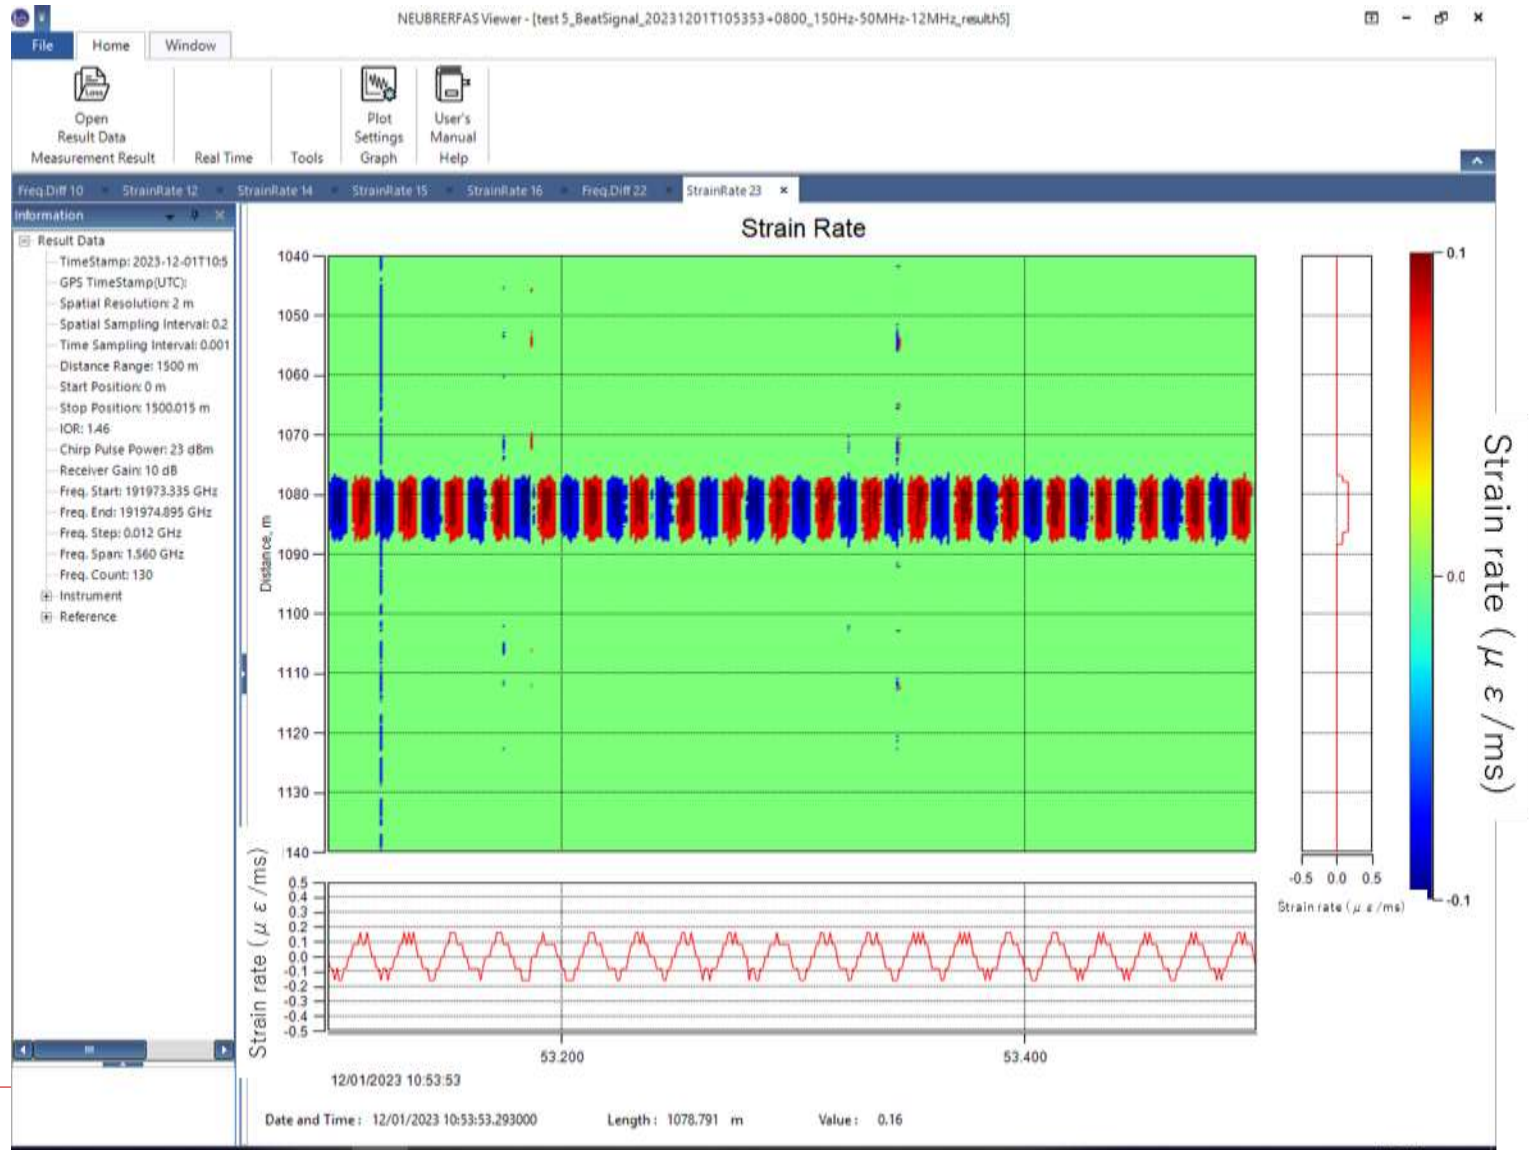 NEUBRERFAS Viewer - [test 5_BeatSignal_20231201T105353+0800_150Hz-50MHz-12MHz_result.h5]
File Home Window
Open
Result Data
Measurement Result
Real Time
Tools
Plot
Settings
Graph
User's
Manual
Help
Freq.Diff 10 StrainRate 12 StrainRate 14 StrainRate 15 StrainRate 16 Freq.Diff 22 StrainRate 23
Information
Result Data
TimeStamp: 2023-12-01T10:5
GPS TimeStamp(UTC):
Spatial Resolution: 2 m
Spatial Sampling Interval: 0.2
Time Sampling Interval: 0.001
Distance Range: 1500 m
Start Position: 0 m
Stop Position: 1500.015 m
IOR: 1.46
Chirp Pulse Power: 23 dBm
Receiver Gain: 10 dB
Freq. Start: 191973.335 GHz
Freq. End: 191974.895 GHz
Freq. Step: 0.012 GHz
Freq. Span: 1.560 GHz
Freq. Count: 130
Instrument
Reference
Strain Rate
1040
1050
1060
1070
1080
1090
1100
1110
1120
1130
140
Distance, m
-0.5 0.0 0.5
Strain rate (μ ε /ms)
0.1
0.0
-0.1
Strain rate (μ ε /ms)
0.5
0.4
0.3
0.2
0.1
0.0
-0.1
-0.2
-0.3
-0.4
-0.5
Strain rate (μ ε /ms)
53.200 53.400
12/01/2023 10:53:53
Date and Time : 12/01/2023 10:53:53.293000 Length : 1078.791 m Value : 0.16